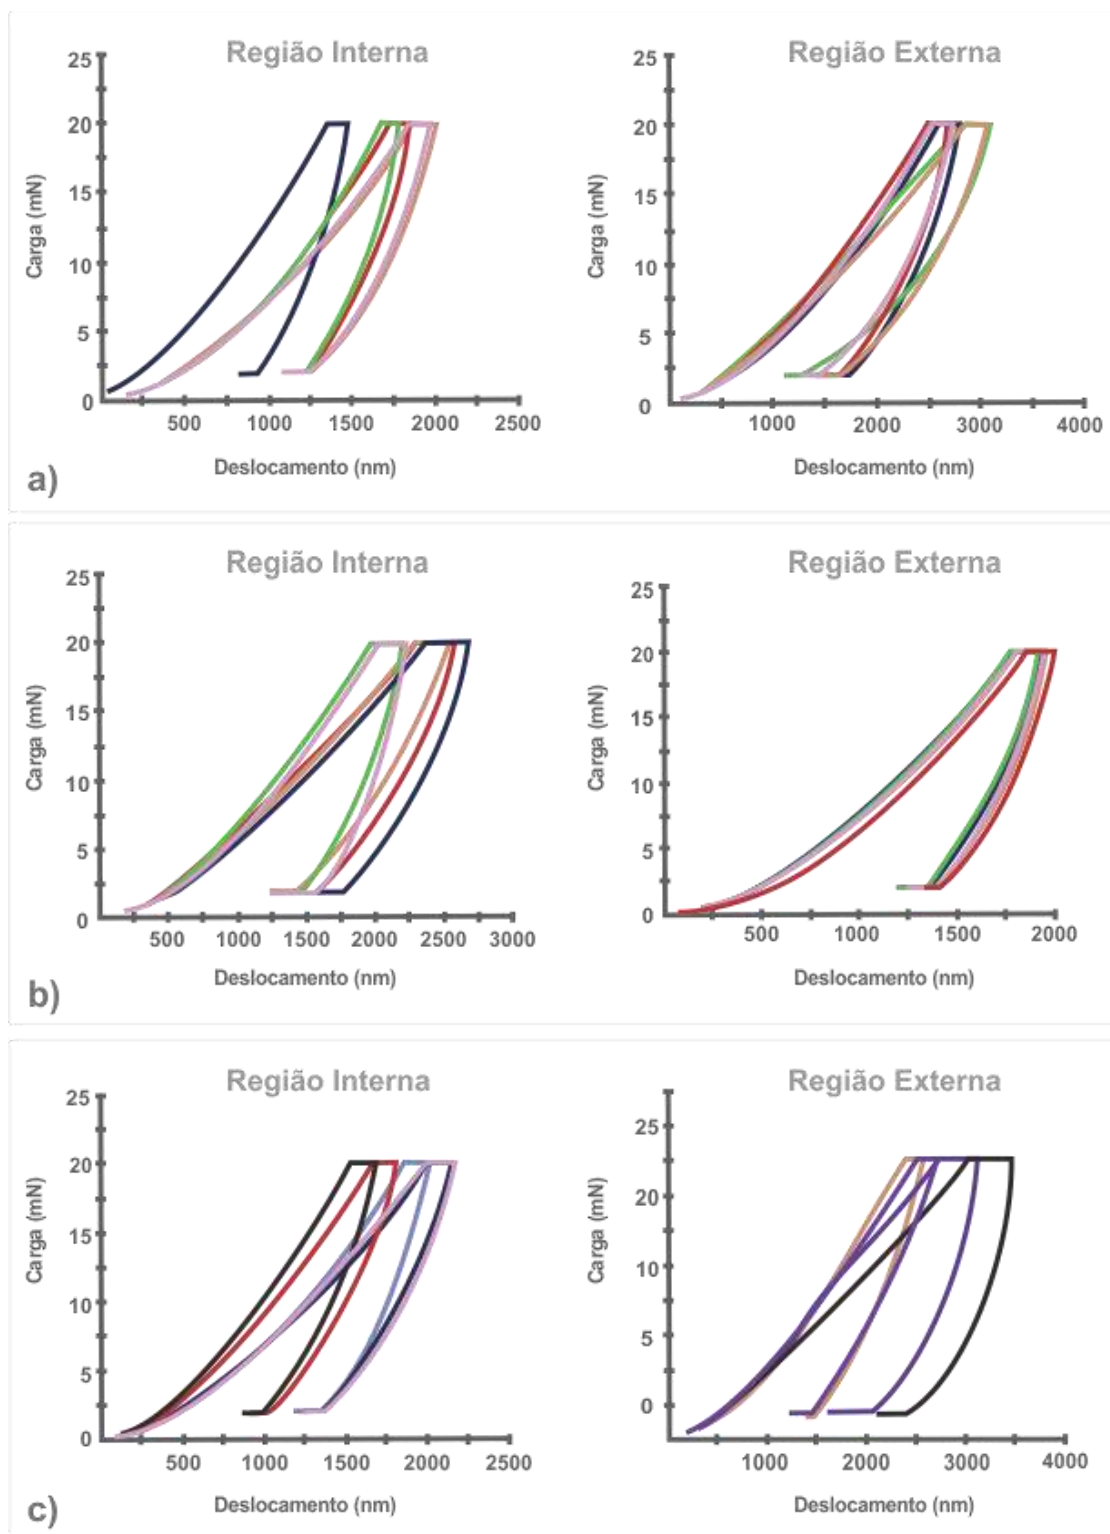 Região Interna
25
20
15
10
5
0
Carga (mN)
500 1000 1500 2000 2500
Deslocamento (nm)
Região Externa
25
20
15
10
5
0
Carga (mN)
1000 2000 3000 4000
Deslocamento (nm)
a)
Região Interna
25
20
15
10
5
0
Carga (mN)
500 1000 1500 2000 2500 3000
Deslocamento (nm)
Região Externa
25
20
15
10
5
0
Carga (mN)
500 1000 1500 2000
Deslocamento (nm)
b)
Região Interna
25
20
15
10
5
0
Carga (mN)
500 1000 1500 2000 2500
Deslocamento (nm)
Região Externa
25
20
10
5
0
Carga (mN)
1000 2000 3000 4000
Deslocamento (nm)
c)